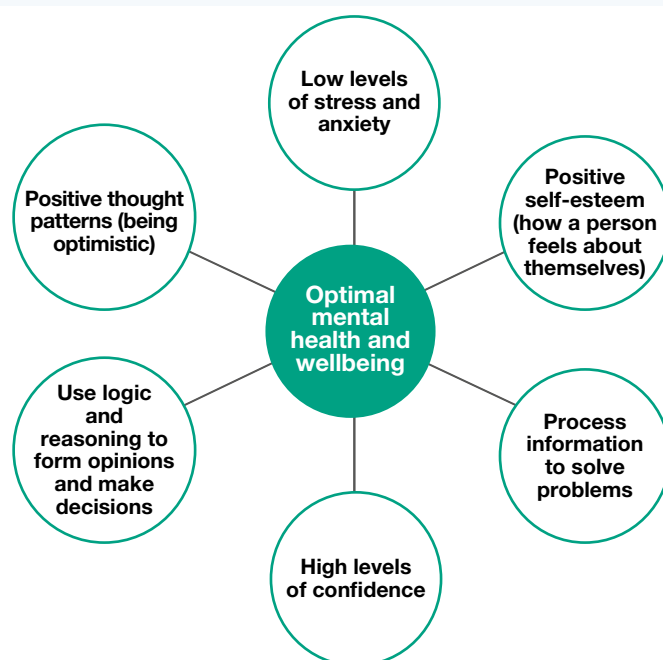 Low levels
of stress and
anxiety
Positive thought
patterns (being
optimistic)
Positive
self-esteem
(how a person
feels about
themselves)
Optimal
mental
health and
wellbeing
Use logic
and
reasoning to
form opinions
and make
decisions
Process
information
to solve
problems
High levels
of confidence